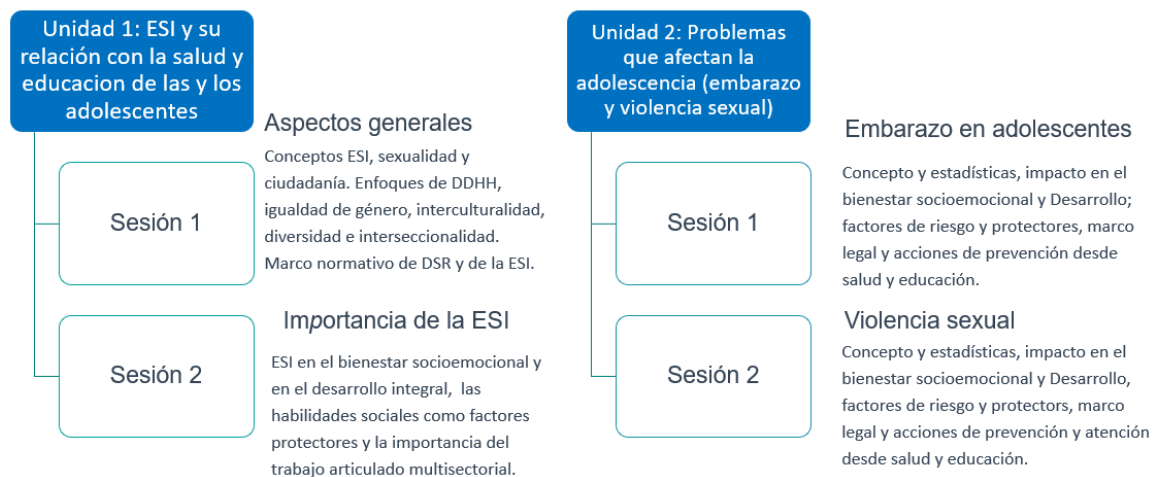 Unidad 1: ESI y su
relación con la salud y
educacion de las y los
adolescentes
Aspectos generales
Sesión 1
Conceptos ESI, sexualidad y
ciudadanía. Enfoques de DDHH,
igualdad de género, interculturalidad,
diversidad e interseccionalidad.
Marco normativo de DSR y de la ESI.
Importancia de la ESI
Sesión 2
ESI en el bienestar socioemocional y
en el desarrollo integral, las
habilidades sociales como factores
protectores y la importancia del
trabajo articulado multisectorial.
Unidad 2: Problemas
que afectan la
adolescencia (embarazo
y violencia sexual)
Embarazo en adolescentes
Sesión 1
Concepto y estadísticas, impacto en el
bienestar socioemocional y Desarrollo;
factores de riesgo y protectores, marco
legal y acciones de prevención desde
salud y educación.
Violencia sexual
Sesión 2
Concepto y estadísticas, impacto en el
bienestar socioemocional y Desarrollo,
factores de riesgo y protectors, marco
legal y acciones de prevención y atención
desde salud y educación.